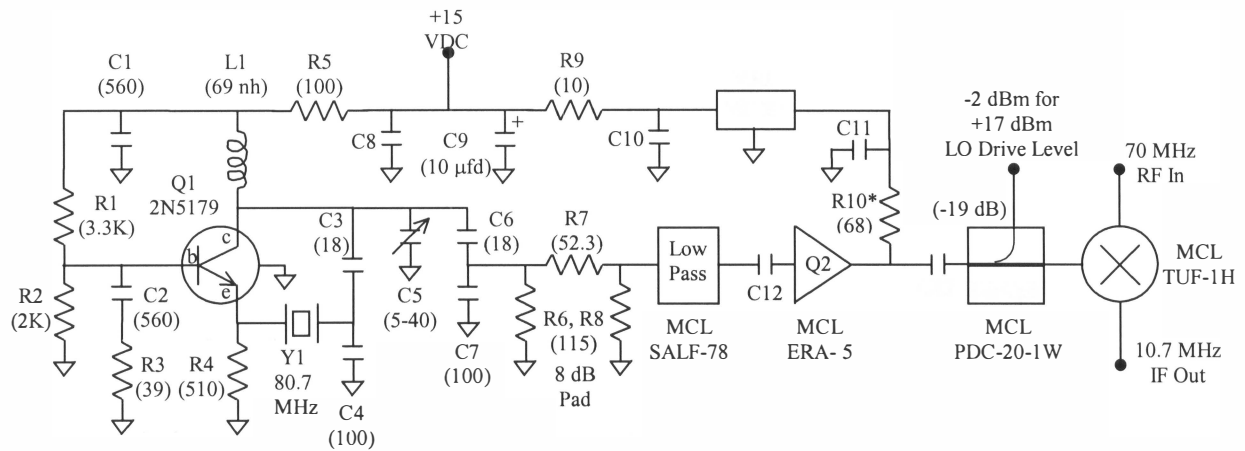 +15
VDC
C1
(560)
L1
(69 nh)
R5
(100)
R9
(10)
C8
C9
(10 µfd)
+
C10
C11
-2 dBm for
+17 dBm
LO Drive Level
70 MHz
RF In
R1
(3.3K)
Q1
2N5179
c
b
e
C3
(18)
C6
(18)
R7
(52.3)
R10*
(68)
(-19 dB)
Low
Pass
Q2
C12
MCL
TUF-1H
R2
(2K)
C2
(560)
R3
(39)
R4
(510)
Y1
80.7
MHz
C4
(100)
C5
(5-40)
C7
(100)
R6, R8
(115)
8 dB
Pad
MCL
SALF-78
MCL
ERA- 5
MCL
PDC-20-1W
10.7 MHz
IF Out